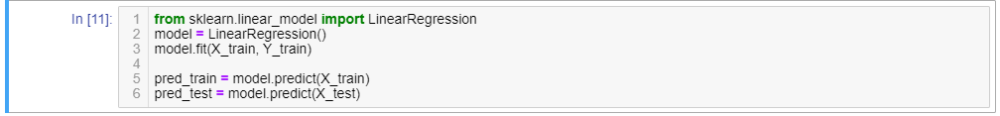 In [11]:
1 from sklearn.linear_model import LinearRegression
2 model = LinearRegression()
3 model.fit(X_train, Y_train)
4
5 pred_train = model.predict(X_train)
6 pred_test = model.predict(X_test)